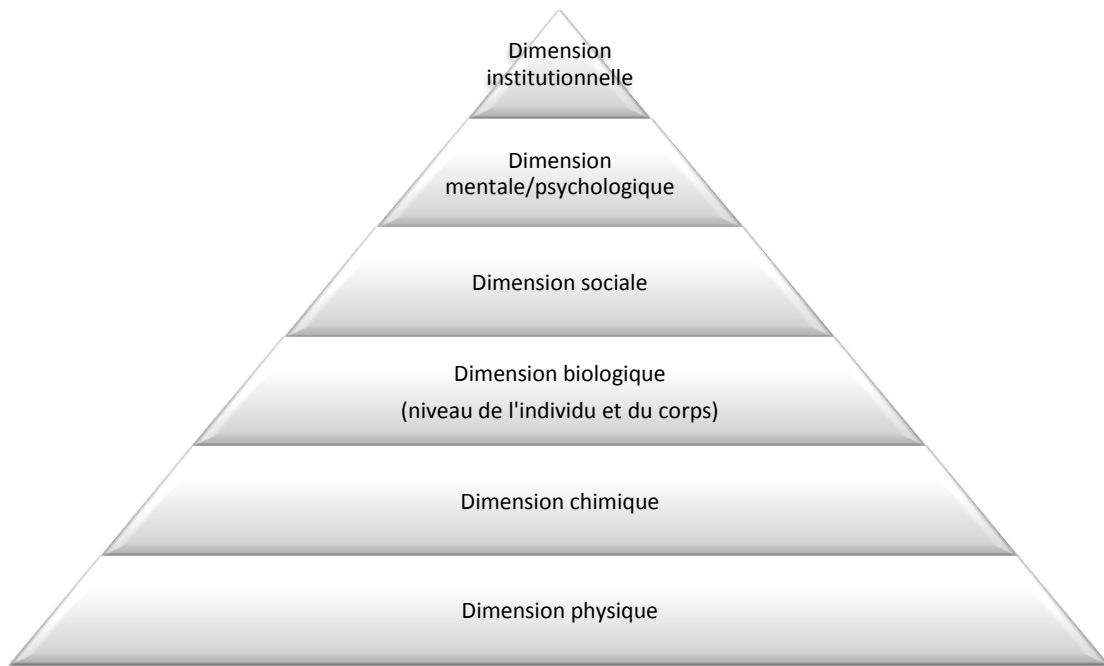 Dimension
institutionnelle
Dimension
mentale/psychologique
Dimension sociale
Dimension biologique
(niveau de l'individu et du corps)
Dimension chimique
Dimension physique